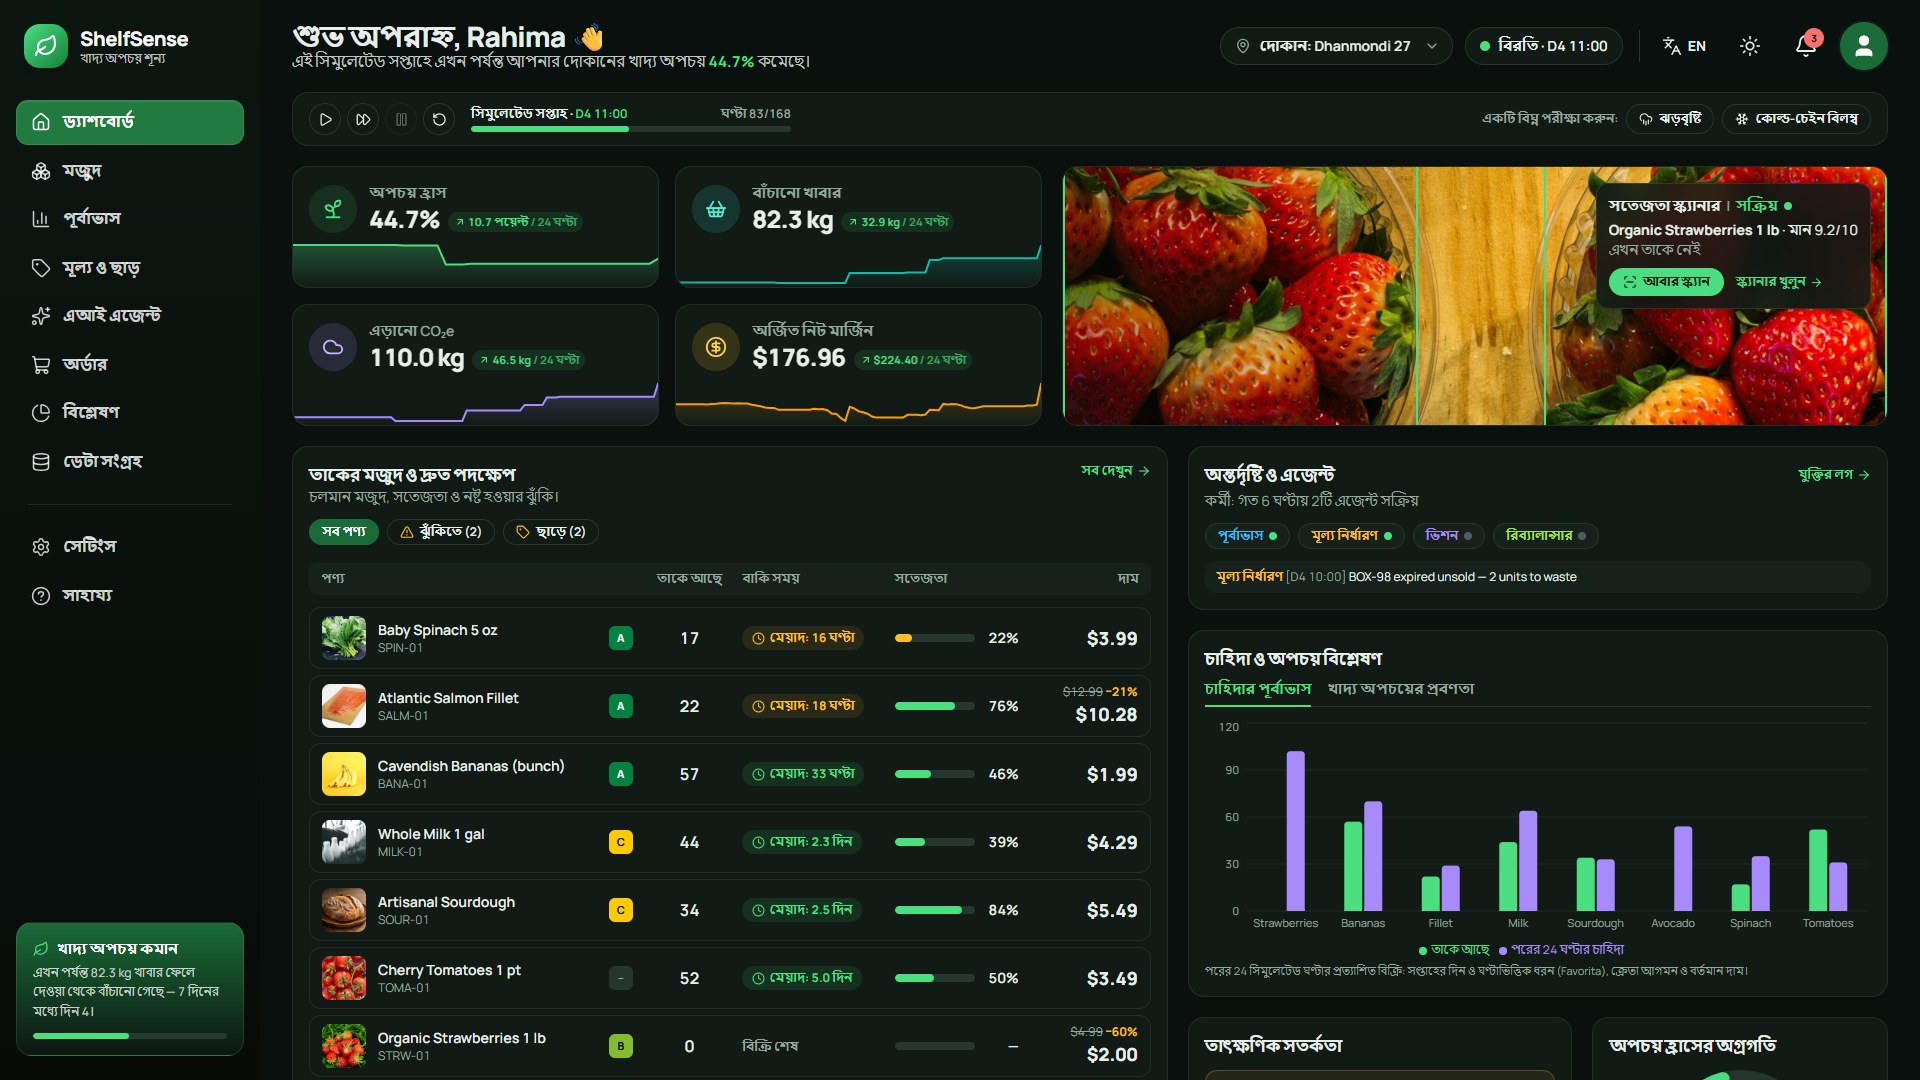 ShelfSense
খাদ্য অপচয় শূন্য
ড্যাশবোর্ড
মজুদ
পূর্বাভাস
মূল্য ও ছাড়
এআই এজেন্ট
অর্ডার
বিশ্লেষণ
ডেটা সংগ্রহ
সেটিংস
সাহায্য
খাদ্য অপচয় কমান
এখন পর্যন্ত 82.3 kg খাবার ফেলে
দেওয়া থেকে বাঁচানো গেছে — 7 দিনের
মধ্যে দিন 4।
শুভ অপরাহ্ন, Rahima 👋
এই সিমুলেটেড সপ্তাহে এখন পর্যন্ত আপনার দোকানের খাদ্য অপচয় 44.7% কমেছে।
দোকান: Dhanmondi 27
বিরতি · D4 11:00
EN
3
সিমুলেটেড সপ্তাহ · D4 11:00
ঘণ্টা 83/168
একটি বিঘ্ন পরীক্ষা করুন:
ঝড়বৃষ্টি
কোল্ড-চেইন বিলম্ব
অপচয় হ্রাস
44.7%
↗ 10.7 পয়েন্ট / 24 ঘণ্টা
বাঁচানো খাবার
82.3 kg
↗ 32.9 kg / 24 ঘণ্টা
এড়ানো CO₂e
110.0 kg
↗ 46.5 kg / 24 ঘণ্টা
অর্জিত নিট মার্জিন
$176.96
↗ $224.40 / 24 ঘণ্টা
সতেজতা স্ক্যানার | সক্রিয়
Organic Strawberries 1 lb · মান 9.2/10
এখন তাকে নেই
আবার স্ক্যান
স্ক্যানার খুলুন →
তাকের মজুদ ও দ্রুত পদক্ষেপ
চলমান মজুদ, সতেজতা ও নষ্ট হওয়ার ঝুঁকি।
সব দেখুন →
সব পণ্য
ঝুঁকিতে (2)
ছাড়ে (2)
পণ্য
তাকে আছে
বাকি সময়
সতেজতা
দাম
Baby Spinach 5 oz
SPIN-01
A
17
মেয়াদ: 16 ঘণ্টা
22%
$3.99
Atlantic Salmon Fillet
SALM-01
A
22
মেয়াদ: 18 ঘণ্টা
76%
$12.99 −21%
$10.28
Cavendish Bananas (bunch)
BANA-01
A
57
মেয়াদ: 33 ঘণ্টা
46%
$1.99
Whole Milk 1 gal
MILK-01
C
44
মেয়াদ: 2.3 দিন
39%
$4.29
Artisanal Sourdough
SOUR-01
C
34
মেয়াদ: 2.5 দিন
84%
$5.49
Cherry Tomatoes 1 pt
TOMA-01
–
52
মেয়াদ: 5.0 দিন
50%
$3.49
Organic Strawberries 1 lb
STRW-01
B
0
বিক্রি শেষ
—
$4.99 −60%
$2.00
অন্তর্দৃষ্টি ও এজেন্ট
কর্মী: গত 6 ঘণ্টায় 2টি এজেন্ট সক্রিয়
যুক্তির লগ →
পূর্বাভাস
মূল্য নির্ধারণ
ভিশন
রিব্যালান্সার
মূল্য নির্ধারণ [D4 10:00] BOX-98 expired unsold — 2 units to waste
চাহিদা ও অপচয় বিশ্লেষণ
চাহিদার পূর্বাভাস
খাদ্য অপচয়ের প্রবণতা
120
90
60
30
0
Strawberries
Bananas
Fillet
Milk
Sourdough
Avocado
Spinach
Tomatoes
তাকে আছে
পরের 24 ঘণ্টার চাহিদা
পরের 24 সিমুলেটেড ঘণ্টার প্রত্যাশিত বিক্রি: সপ্তাহের দিন ও ঘণ্টাভিত্তিক ধরন (Favorita), ক্রেতা আগমন ও বর্তমান দাম।
তাৎক্ষণিক সতর্কতা
অপচয় হ্রাসের অগ্রগতি